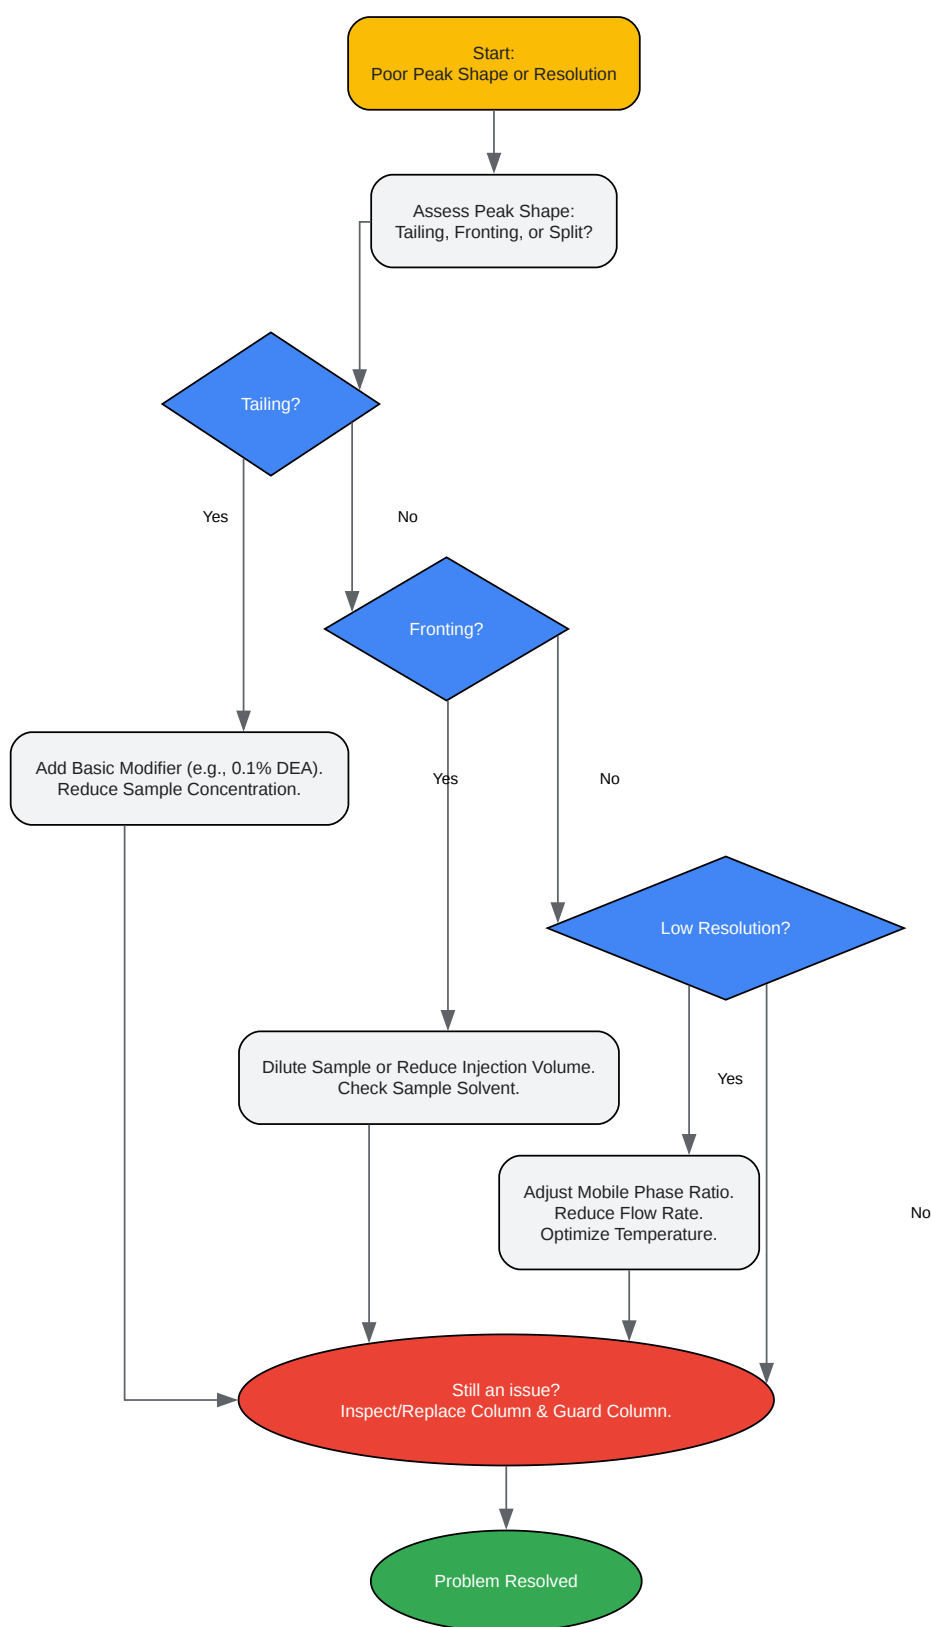 Start:
Poor Peak Shape or Resolution
Assess Peak Shape:
Tailing, Fronting, or Split?
Tailing?
Yes
No
Fronting?
Add Basic Modifier (e.g., 0.1% DEA).
Reduce Sample Concentration.
Yes
No
Low Resolution?
Dilute Sample or Reduce Injection Volume.
Check Sample Solvent.
Yes
Adjust Mobile Phase Ratio.
Reduce Flow Rate.
Optimize Temperature.
No
Still an issue?
Inspect/Replace Column & Guard Column.
Problem Resolved